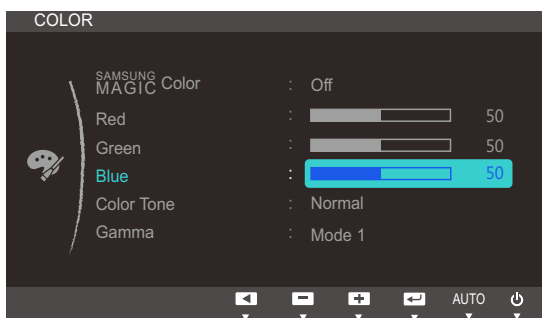 COLOR
SAMSUNG MAGIC Color : Off
Red : 50
Green : 50
Blue : 50
Color Tone : Normal
Gamma : Mode 1
AUTO